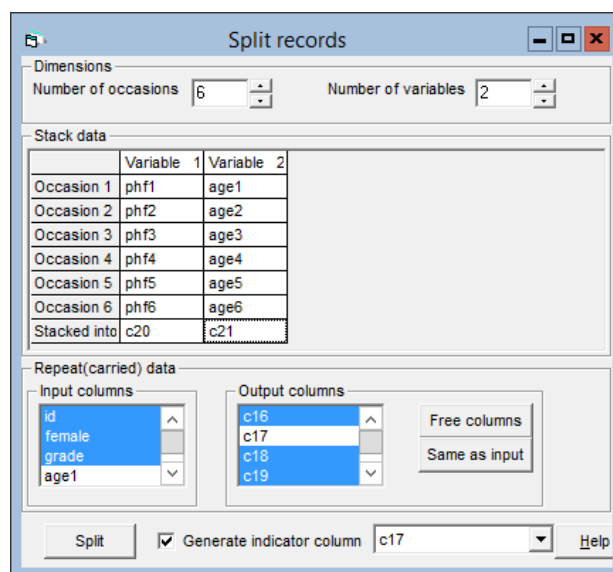 Split records
Dimensions
Number of occasions 6 Number of variables 2
Stack data
Variable 1 Variable 2
Occasion 1 phf1 age1
Occasion 2 phf2 age2
Occasion 3 phf3 age3
Occasion 4 phf4 age4
Occasion 5 phf5 age5
Occasion 6 phf6 age6
Stacked into c20 c21
Repeat(carried) data
Input columns Output columns
id c16
female c17 Free columns
grade c18 Same as input
age1 c19
Split Generate indicator column c17 Help